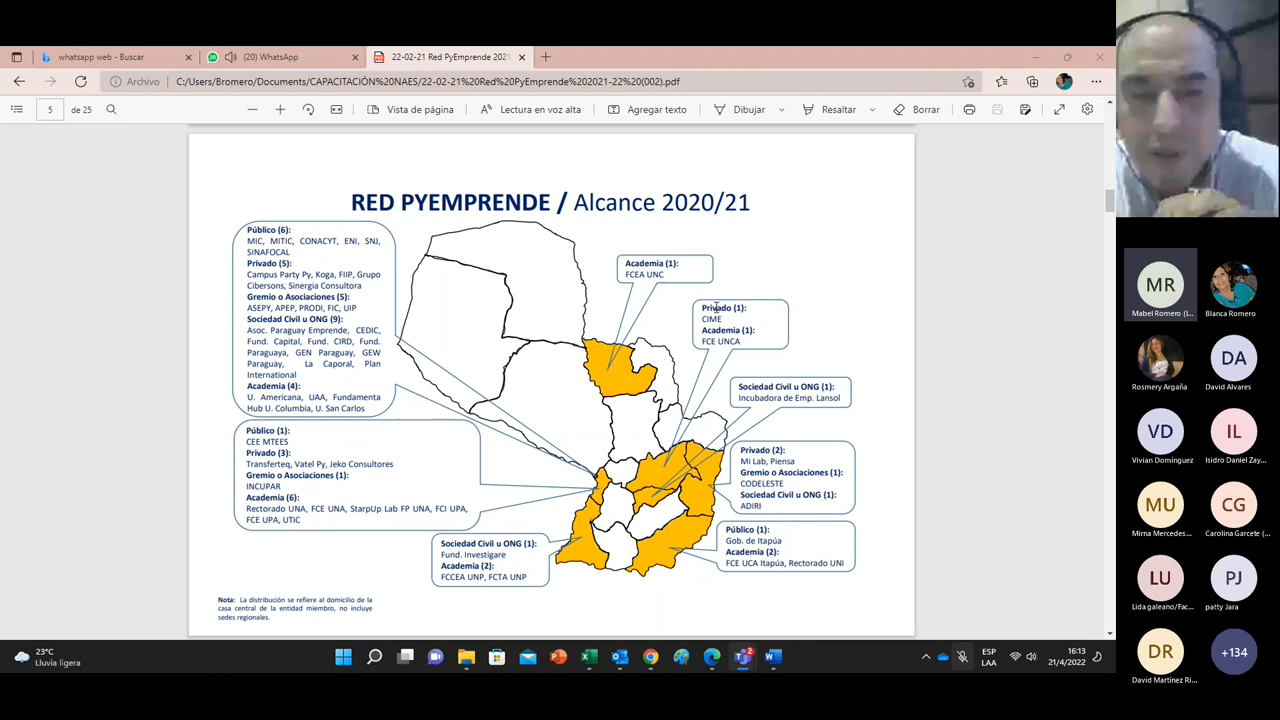 whatsapp web - Buscar
(20) WhatsApp
22-02-21 Red PyEmprende 2021
Archivo
C:/Users/Bromero/Documents/CAPACITACIÓN%20NAES/22-02-21%20Red%20PyEmprende%202021-22%20(002).pdf
5
de 25
Vista de página
Lectura en voz alta
Agregar texto
Dibujar
Resaltar
Borrar
RED PYEMPRENDE / Alcance 2020/21
Público (6):
MIC, MITIC, CONACYT, ENI, SNJ,
SINAFOCAL
Privado (5):
Campus Party Py, Koga, FIIP, Grupo
Cibersons, Sinergia Consultora
Gremio o Asociaciones (5):
ASEPY, APEP, PRODI, FIC, UIP
Sociedad Civil u ONG (9):
Asoc. Paraguay Emprende, CEDIC,
Fund. Capital, Fund. CIRD, Fund.
Paraguaya, GEN Paraguay, GEW
Paraguay, La Caporal, Plan
International
Academia (4):
U. Americana, UAA, Fundamenta
Hub U. Columbia, U. San Carlos
Público (1):
CEE MTEES
Privado (3):
Transferteq, Vatel Py, Jeko Consultores
Gremio o Asociaciones (1):
INCUPAR
Academia (6):
Rectorado UNA, FCE UNA, StarpUp Lab FP UNA, FCI UPA,
FCE UPA, UTIC
Sociedad Civil u ONG (1):
Fund. Investigare
Academia (2):
FCCEA UNP, FCTA UNP
Academia (1):
FCEA UNC
Privado (1):
CIME
Academia (1):
FCE UNCA
Sociedad Civil u ONG (1):
Incubadora de Emp. Lansol
Privado (2):
Mi Lab, Piensa
Gremio o Asociaciones (1):
CODELESTE
Sociedad Civil u ONG (1):
ADIRI
Público (1):
Gob. de Itapúa
Academia (2):
FCE UCA Itapúa, Rectorado UNI
Nota: La distribución se refiere al domicilio de la
casa central de la entidad miembro, no incluye
sedes regionales.
23°C
Lluvia ligera
2
ESP
LAA
16:13
21/4/2022
MR
Mabel Romero (I...
Blanca Romero
Rosmery Argaña
DA
David Alvares
VD
Vivian Domínguez
IL
Isidro Daniel Zay...
MU
Mirna Mercedes...
CG
Carolina Garcete (...
LU
Lida galeano/Fac...
PJ
patty Jara
DR
David Martínez Ri...
+134